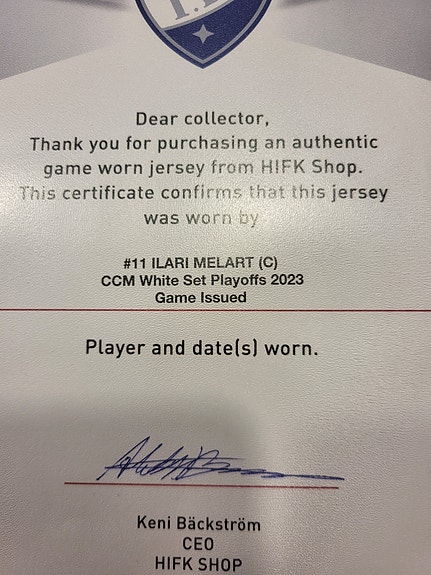 Dear collector,
Thank you for purchasing an authentic
game worn jersey from HIFK Shop.
This certificate confirms that this jersey
was worn by
#11 ILARI MELART (C)
CCM White Set Playoffs 2023
Game Issued
Player and date(s) worn.
Keni Bäckström
CEO
HIFK SHOP